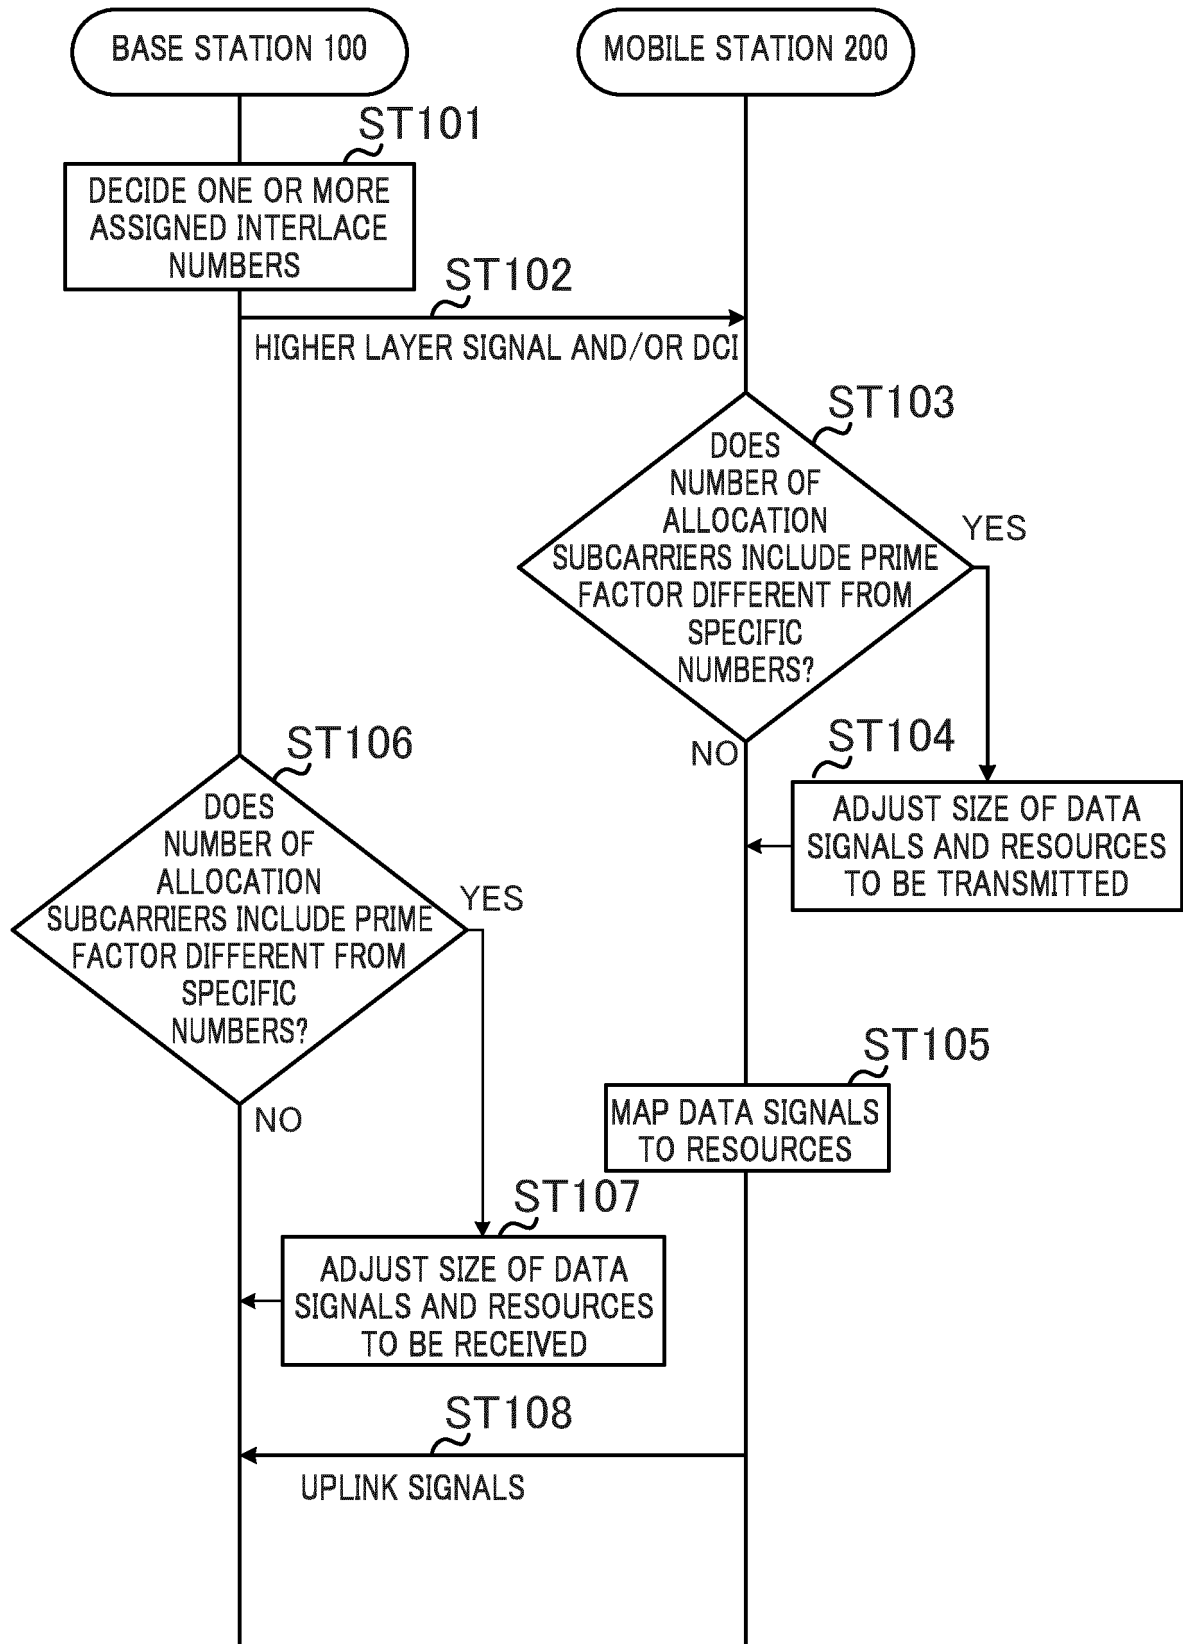 BASE STATION 100
MOBILE STATION 200
ST101
DECIDE ONE OR MORE
ASSIGNED INTERLACE
NUMBERS
ST102
HIGHER LAYER SIGNAL AND/OR DCI
ST103
DOES
NUMBER OF
ALLOCATION
SUBCARRIERS INCLUDE PRIME
FACTOR DIFFERENT FROM
SPECIFIC
NUMBERS?
YES
NO
ST104
ADJUST SIZE OF DATA
SIGNALS AND RESOURCES
TO BE TRANSMITTED
ST106
DOES
NUMBER OF
ALLOCATION
SUBCARRIERS INCLUDE PRIME
FACTOR DIFFERENT FROM
SPECIFIC
NUMBERS?
YES
NO
ST105
MAP DATA SIGNALS
TO RESOURCES
ST107
ADJUST SIZE OF DATA
SIGNALS AND RESOURCES
TO BE RECEIVED
ST108
UPLINK SIGNALS